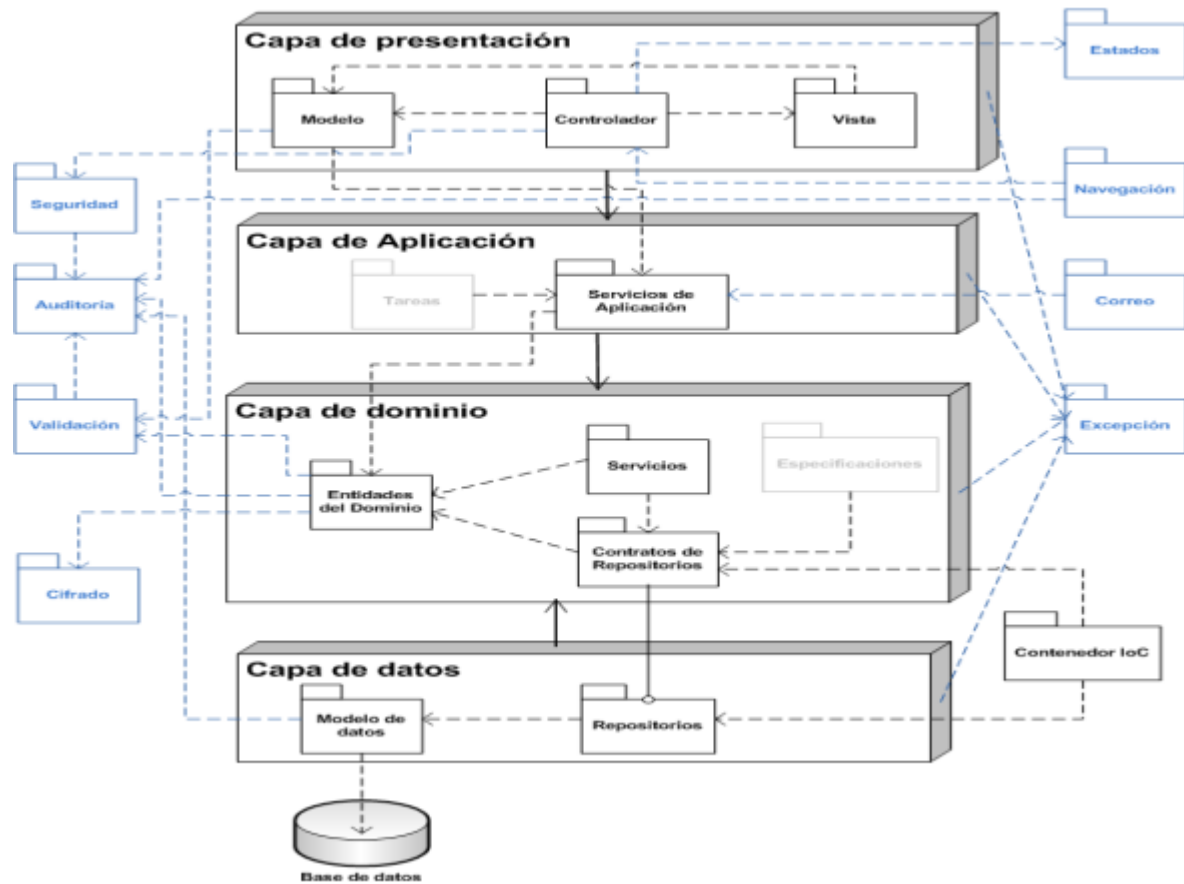 Capa de presentación
Estados
Modelo
Controlador
Vista
Seguridad
Navegación
Capa de Aplicación
Auditoria
Tareas
Servicios de
Aplicación
Correo
Capa de dominio
Validación
Servicios
Especificaciones
Excepción
Entidades
del Dominio
Contratos de
Repositorios
Cifrado
Contenedor IoC
Capa de datos
Modelo de
datos
Repositorios
Base de datos